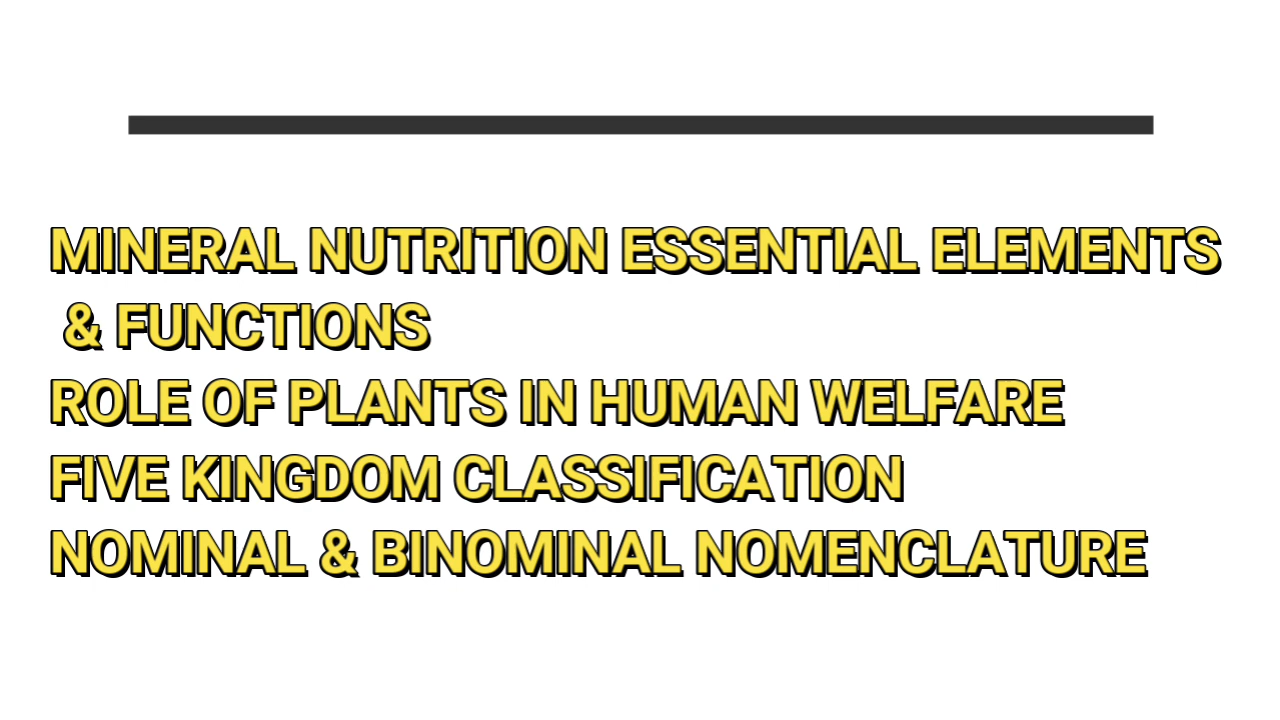 MINERAL NUTRITION ESSENTIAL ELEMENTS
& FUNCTIONS
ROLE OF PLANTS IN HUMAN WELFARE
FIVE KINGDOM CLASSIFICATION
NOMINAL & BINOMINAL NOMENCLATURE